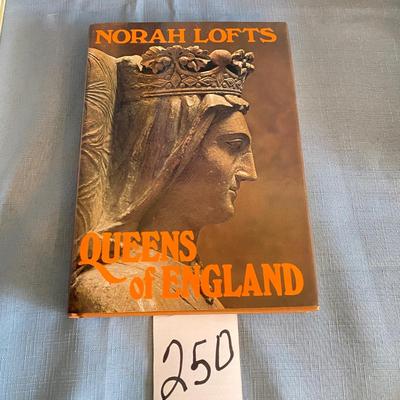 NORAH LOFTS
QUEENS
of ENGLAND
250